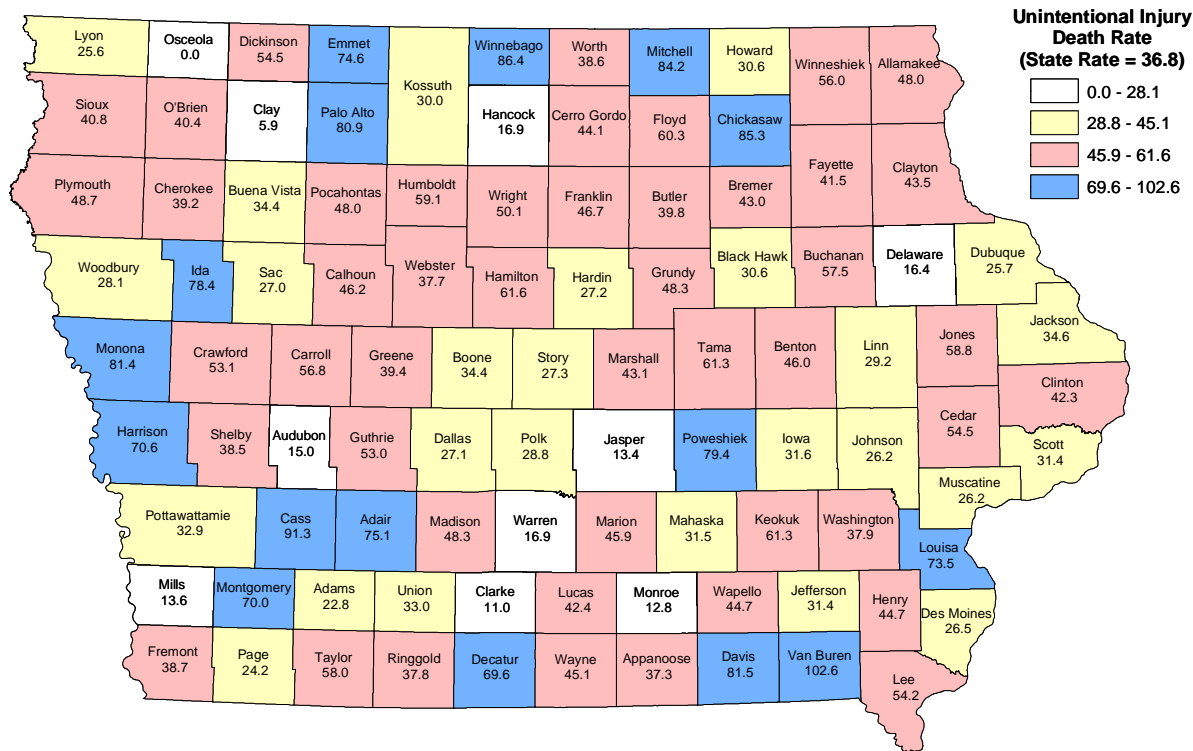 Unintentional Injury
Death Rate
(State Rate = 36.8)
0.0 - 28.1
28.8 - 45.1
45.9 - 61.6
69.6 - 102.6
Lyon
25.6
Osceola
0.0
Dickinson
54.5
Emmet
74.6
Kossuth
30.0
Winnebago
86.4
Worth
38.6
Mitchell
84.2
Howard
30.6
Winneshiek
56.0
Allamakee
48.0
Sioux
40.8
O'Brien
40.4
Clay
5.9
Palo Alto
80.9
Hancock
16.9
Cerro Gordo
44.1
Floyd
60.3
Chickasaw
85.3
Fayette
41.5
Clayton
43.5
Plymouth
48.7
Cherokee
39.2
Buena Vista
34.4
Pocahontas
48.0
Humboldt
59.1
Wright
50.1
Franklin
46.7
Butler
39.8
Bremer
43.0
Woodbury
28.1
Ida
78.4
Sac
27.0
Calhoun
46.2
Webster
37.7
Hamilton
61.6
Hardin
27.2
Grundy
48.3
Black Hawk
30.6
Buchanan
57.5
Delaware
16.4
Dubuque
25.7
Monona
81.4
Crawford
53.1
Carroll
56.8
Greene
39.4
Boone
34.4
Story
27.3
Marshall
43.1
Tama
61.3
Benton
46.0
Linn
29.2
Jones
58.8
Jackson
34.6
Clinton
42.3
Harrison
70.6
Shelby
38.5
Audubon
15.0
Guthrie
53.0
Dallas
27.1
Polk
28.8
Jasper
13.4
Poweshiek
79.4
Iowa
31.6
Johnson
26.2
Cedar
54.5
Scott
31.4
Muscatine
26.2
Pottawattamie
32.9
Cass
91.3
Adair
75.1
Madison
48.3
Warren
16.9
Marion
45.9
Mahaska
31.5
Keokuk
61.3
Washington
37.9
Louisa
73.5
Mills
13.6
Montgomery
70.0
Adams
22.8
Union
33.0
Clarke
11.0
Lucas
42.4
Monroe
12.8
Wapello
44.7
Jefferson
31.4
Henry
44.7
Des Moines
26.5
Fremont
38.7
Page
24.2
Taylor
58.0
Ringgold
37.8
Decatur
69.6
Wayne
45.1
Appanoose
37.3
Davis
81.5
Van Buren
102.6
Lee
54.2